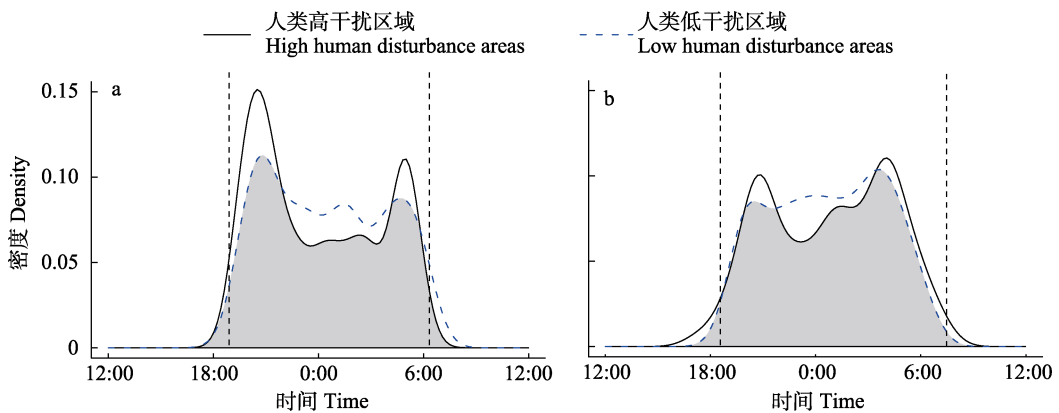 人类高干扰区域
High human disturbance areas
人类低干扰区域
Low human disturbance areas
a
0.15
0.10
0.05
0
密度 Density
12:00 18:00 0:00 6:00 12:00
时间 Time
b
12:00 18:00 0:00 6:00 12:00
时间 Time